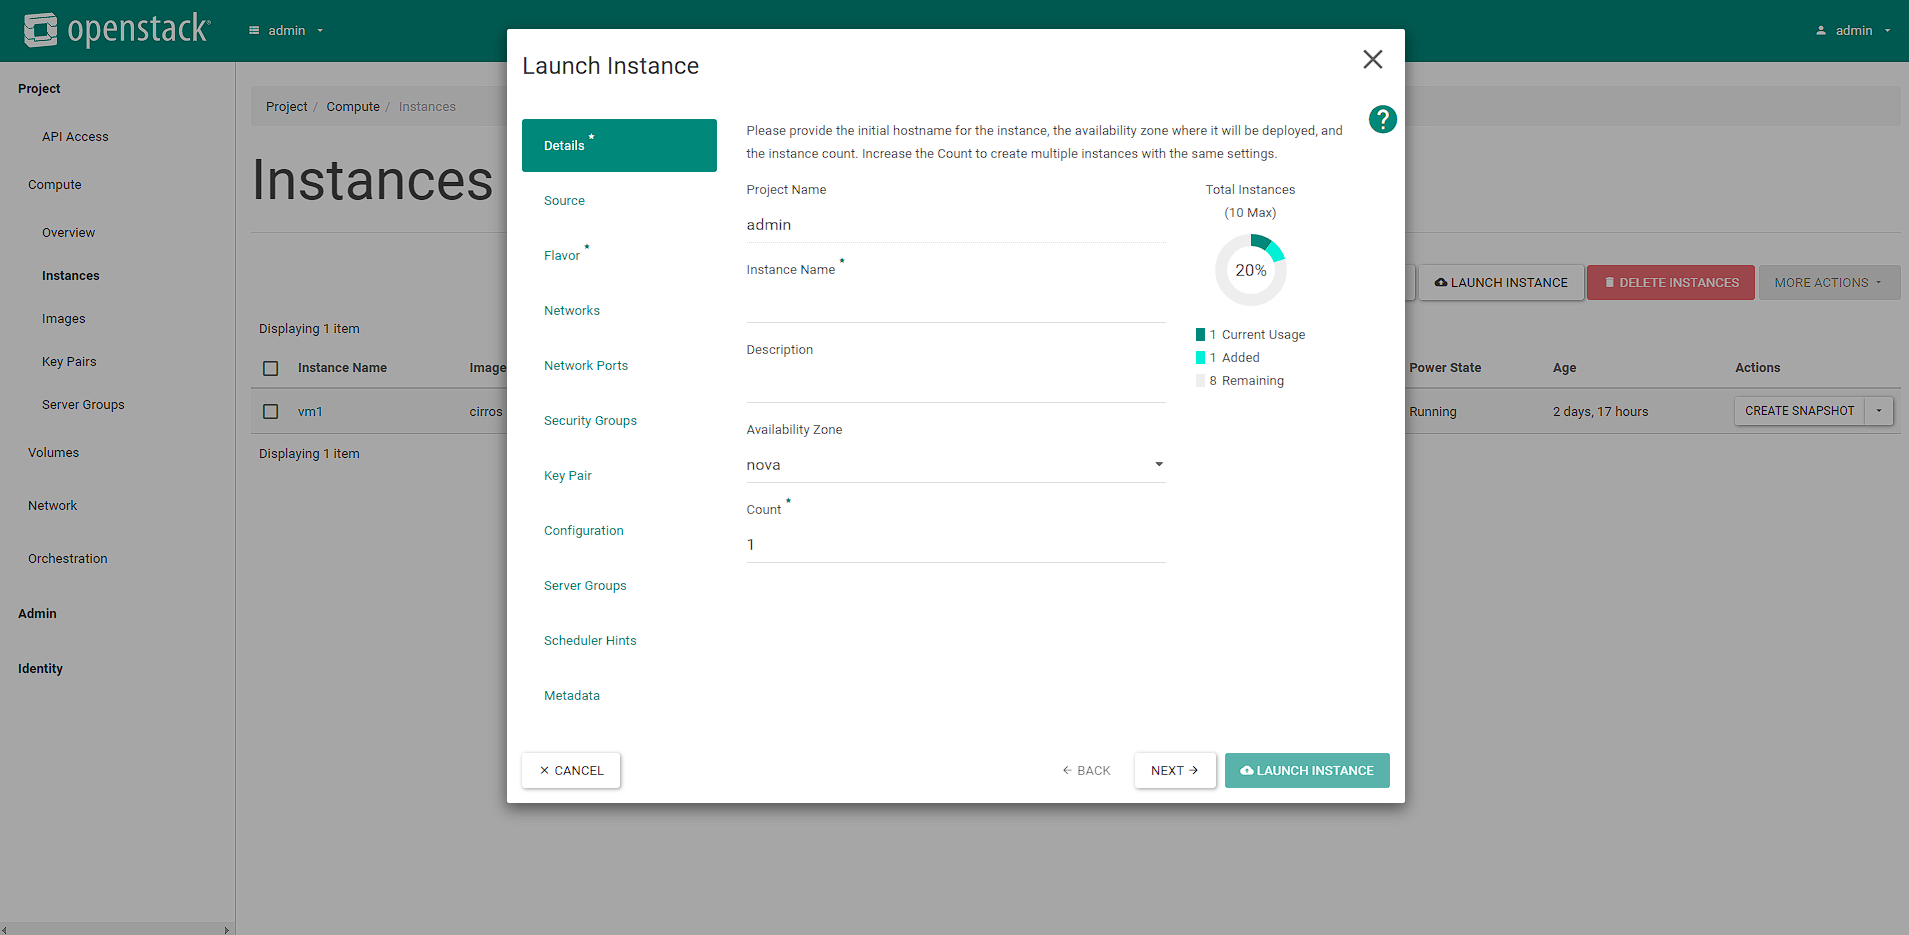 openstack
admin
admin
Project
API Access
Compute
Overview
Instances
Images
Key Pairs
Server Groups
Volumes
Network
Orchestration
Admin
Identity
Project / Compute / Instances
Instances
LAUNCH INSTANCE
DELETE INSTANCES
MORE ACTIONS
Displaying 1 item
Instance Name
Image
Power State
Age
Actions
vm1
cirros
Running
2 days, 17 hours
CREATE SNAPSHOT
Displaying 1 item
Launch Instance
Details *
Source
Flavor *
Networks
Network Ports
Security Groups
Key Pair
Configuration
Server Groups
Scheduler Hints
Metadata
Please provide the initial hostname for the instance, the availability zone where it will be deployed, and
the instance count. Increase the Count to create multiple instances with the same settings.
?
Project Name
admin
Instance Name *
Description
Availability Zone
nova
Count *
1
Total Instances
(10 Max)
20%
1 Current Usage
1 Added
8 Remaining
CANCEL
BACK
NEXT
LAUNCH INSTANCE